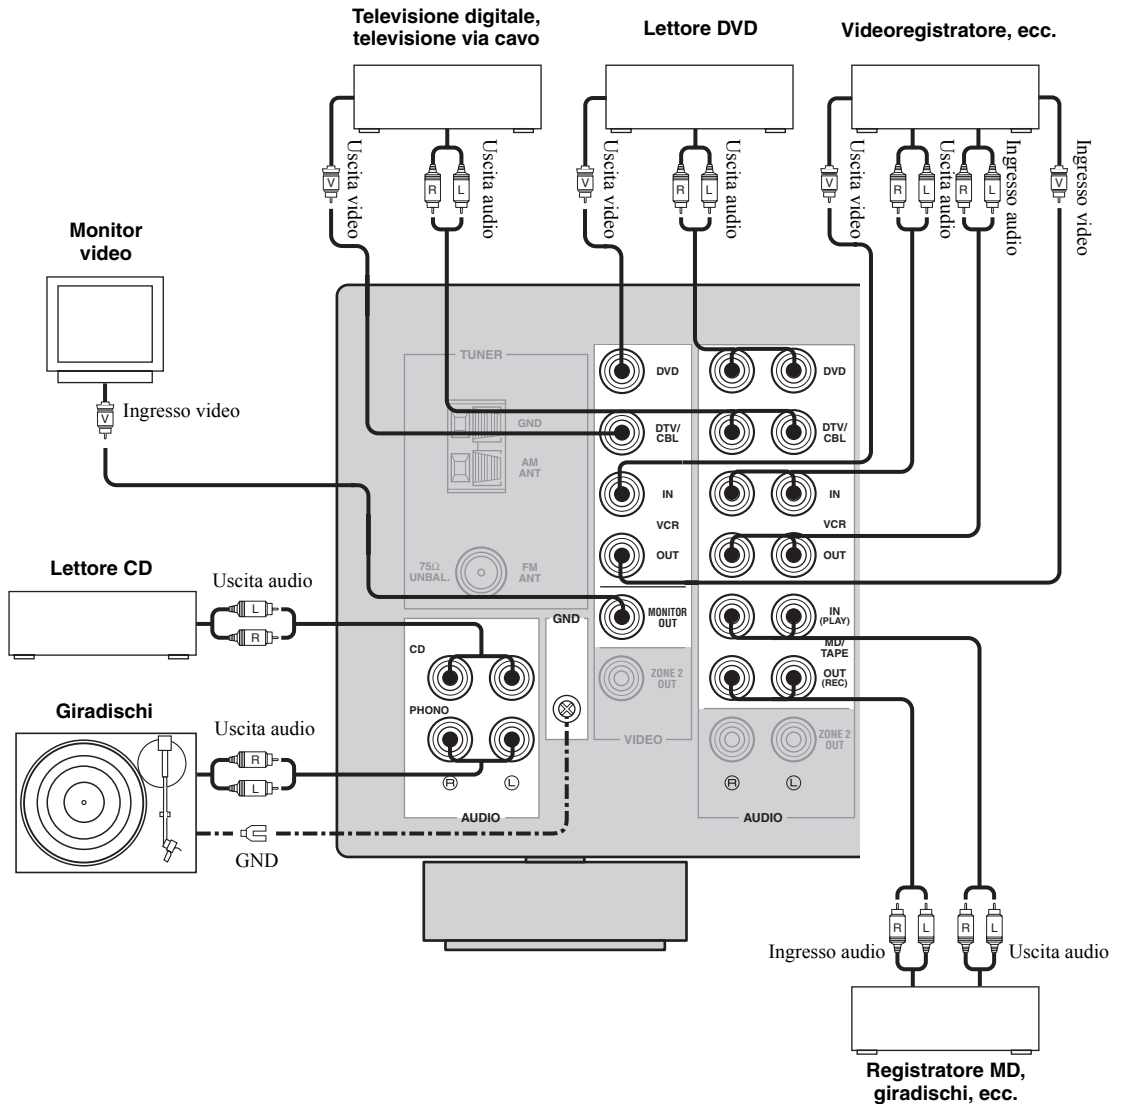 Televisione digitale,
televisione via cavo
Lettore DVD
Videoregistratore, ecc.
Uscita video
V
R
L
Uscita audio
Uscita video
V
R
L
Uscita audio
Uscita video
V
R
L
Uscita audio
R
L
Ingresso audio
V
Ingresso video
Monitor
video
V
Ingresso video
TUNER
GND
AM
ANT
75Ω
UNBAL.
FM
ANT
DVD
DTV/
CBL
IN
VCR
OUT
MONITOR
OUT
ZONE 2
OUT
VIDEO
DVD
DTV/
CBL
IN
VCR
OUT
IN
(PLAY)
MD/
TAPE
OUT
(REC)
ZONE 2
OUT
R
L
AUDIO
Lettore CD
Uscita audio
L
R
GND
CD
PHONO
R
L
AUDIO
Giradischi
Uscita audio
R
L
GND
R
L
R
L
Ingresso audio
Uscita audio
Registratore MD,
giradischi, ecc.